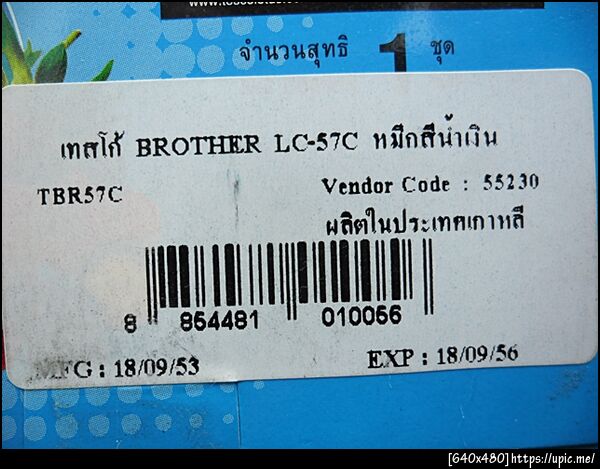 จำนวนสุทธิ 1 ชุด
เทสโก้ BROTHER LC-57C หมึกสีน้ำเงิน
TBR57C
Vendor Code : 55230
ผลิตในประเทศเกาหลี
8 854481 010056
MFG : 18/09/53
EXP : 18/09/56
[640x480]https://upic.me/